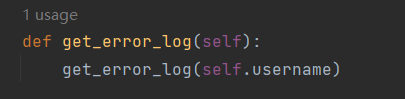 1 usage
def get_error_log(self):
    get_error_log(self.username)